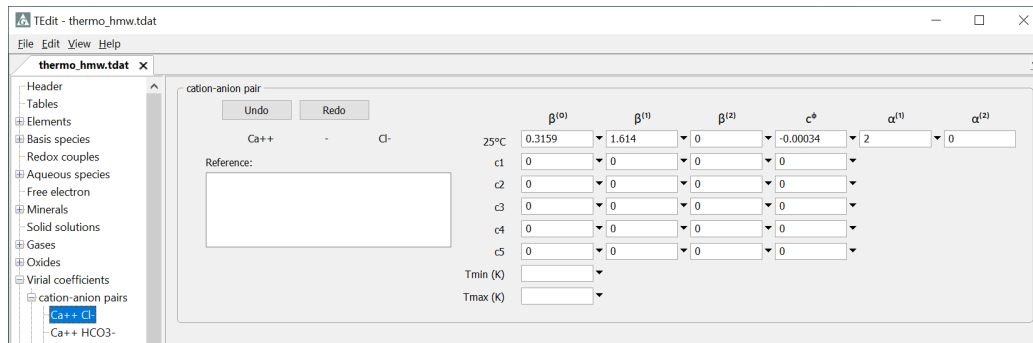 TEdit - thermo_hmw.tdat
File Edit View Help
thermo_hmw.tdat X
Header
Tables
Elements
Basis species
Redox couples
Aqueous species
Free electron
Minerals
Solid solutions
Gases
Oxides
Virial coefficients
cation-anion pairs
Ca++ Cl-
Ca++ HCO3-
cation-anion pair
Undo Redo
Ca++ - Cl-
Reference:
β⁽⁰⁾ β⁽¹⁾ β⁽²⁾ cᶲ α⁽¹⁾ α⁽²⁾
25°C 0.3159 1.614 0 -0.00034 2 0
c1 0 0 0 0
c2 0 0 0 0
c3 0 0 0 0
c4 0 0 0 0
c5 0 0 0 0
Tmin (K)
Tmax (K)